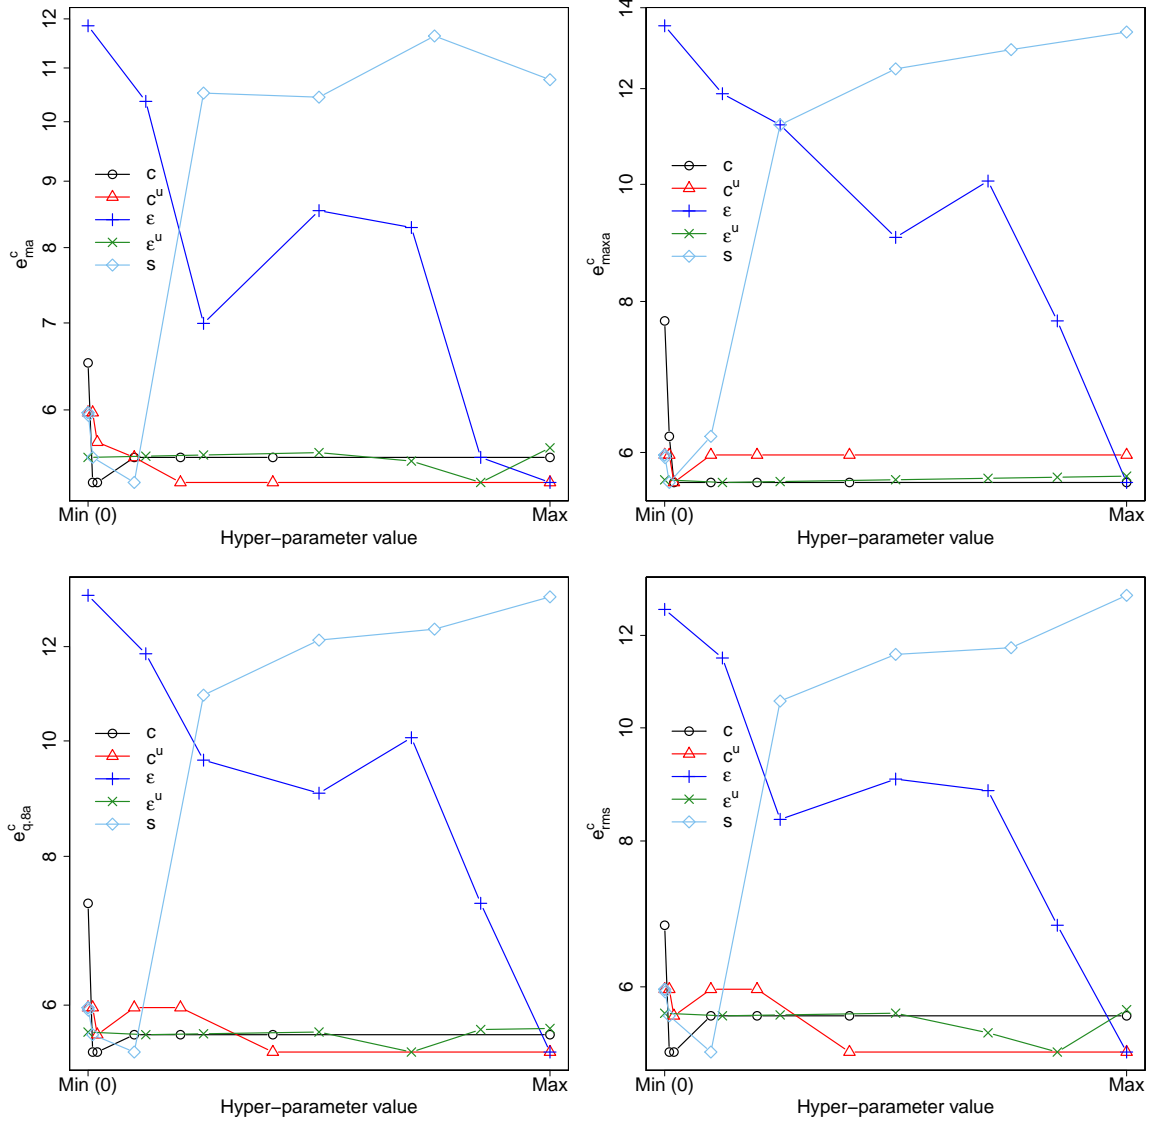 12
11
10
9
8
7
6
e^c_ma
c
c^u
ε
ε^u
s
Min (0) Max
Hyper−parameter value
14
12
10
8
6
e^c_maxa
c
c^u
ε
ε^u
s
Min (0) Max
Hyper−parameter value
12
10
8
6
e^c_q.8a
c
c^u
ε
ε^u
s
Min (0) Max
Hyper−parameter value
12
10
8
6
e^c_rms
c
c^u
ε
ε^u
s
Min (0) Max
Hyper−parameter value